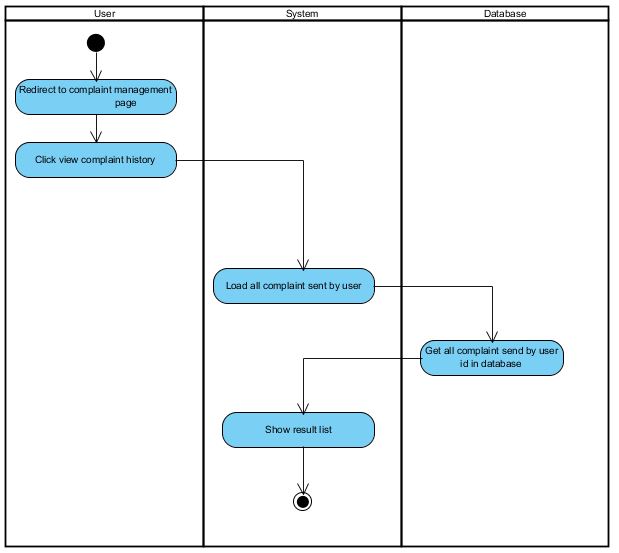 User
System
Database
Redirect to complaint management
page
Click view complaint history
Load all complaint sent by user
Get all complaint send by user
id in database
Show result list